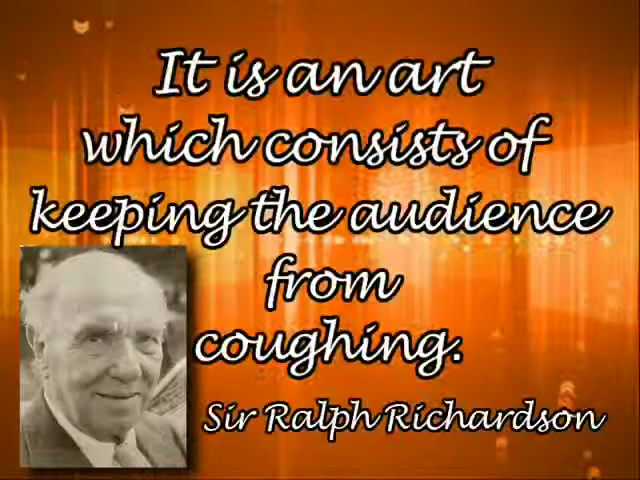 It is an art
which consists of
keeping the audience
from
coughing.
Sir Ralph Richardson